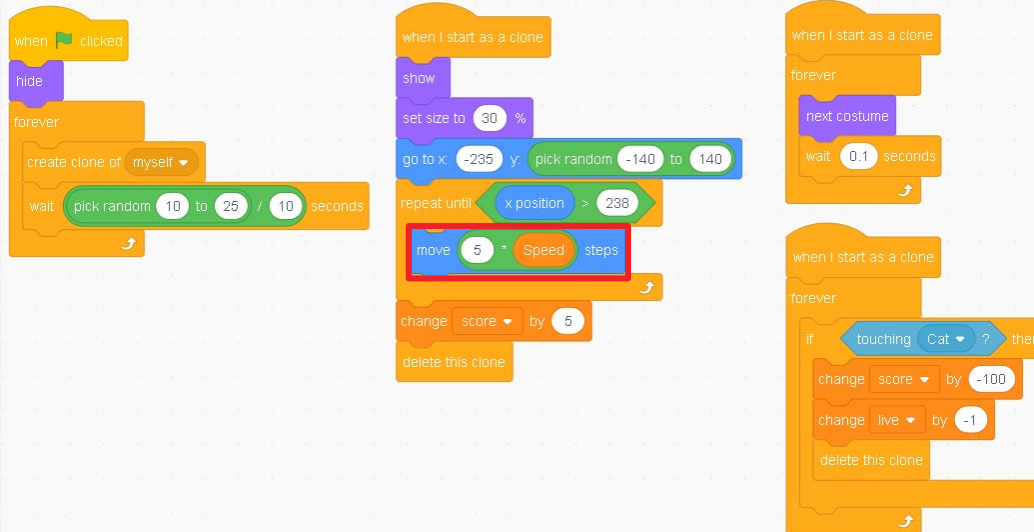 when clicked
hide
forever
create clone of myself
wait pick random 10 to 25 / 10 seconds
when I start as a clone
show
set size to 30 %
go to x: -235 y: pick random -140 to 140
repeat until x position > 238
move 5 * Speed steps
change score by 5
delete this clone
when I start as a clone
forever
next costume
wait 0.1 seconds
when I start as a clone
forever
if touching Cat ? then
change score by -100
change live by -1
delete this clone